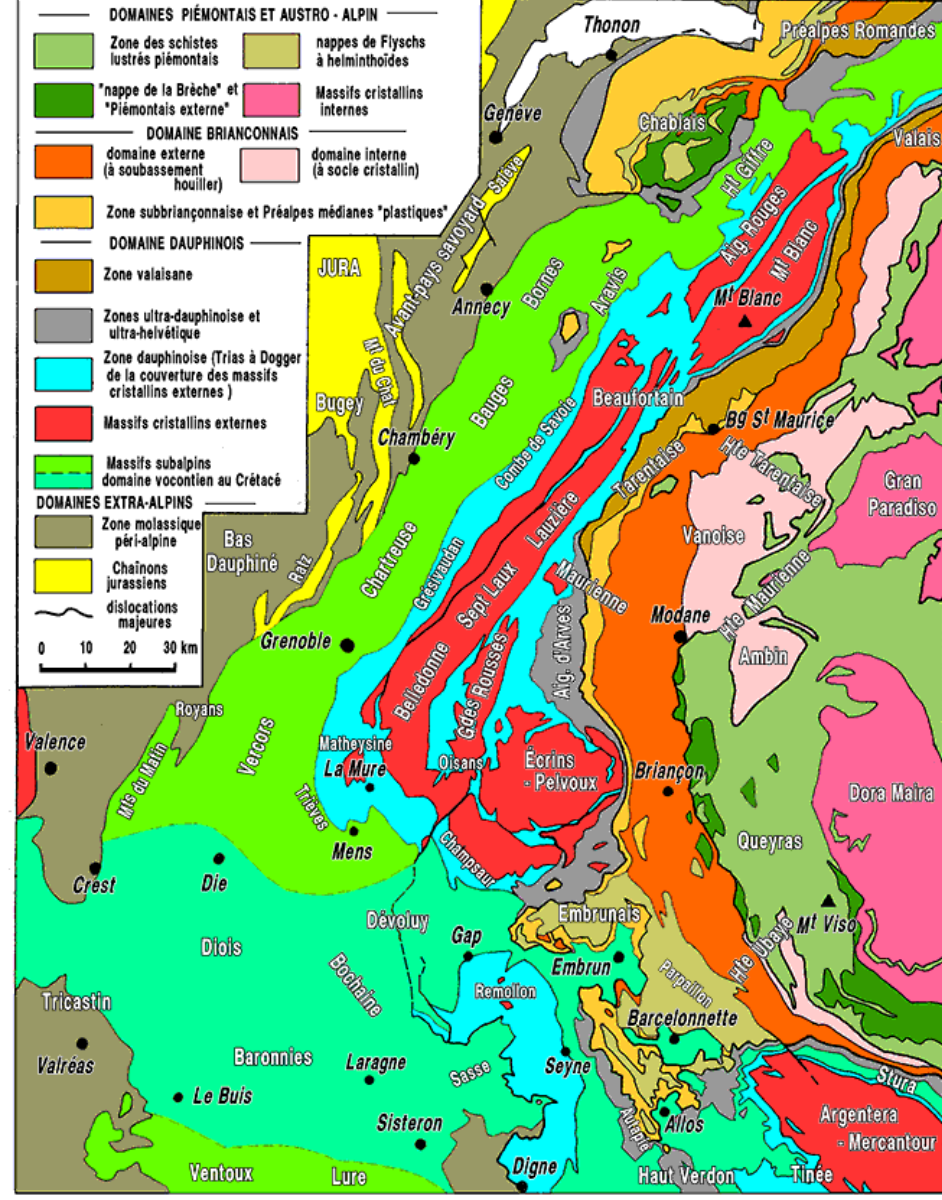 DOMAINES PIÉMONTAIS ET AUSTRO - ALPIN
Zone des schistes
lustrés piémontais
nappes de Flyschs
à helminthoïdes
"nappe de la Brèche" et
"Piémontais externe"
Massifs cristallins
internes
DOMAINE BRIANCONNAIS
domaine externe
(à soubassement
houiller)
domaine interne
(à socle cristallin)
Zone subbriançonnaise et Préalpes médianes "plastiques"
DOMAINE DAUPHINOIS
Zone valaisane
Zones ultra-dauphinoise et
ultra-helvétique
Zone dauphinoise (Trias à Dogger
de la couverture des massifs
cristallins externes )
Massifs cristallins externes
Massifs subalpins
domaine vocontien au Crétacé
DOMAINES EXTRA-ALPINS
Zone molassique
péri-alpine
Chaînons
jurassiens
dislocations
majeures
0 10 20 30 km
Thonon
Préalpes Romandes
Genève
Chablais
Valais
Salève
Ht Giffre
Avant-pays savoyard
Aig. Rouges
Mt Blanc
JURA
Annecy
Bornes
Aravis
Mt Blanc
Mt du Chat
Bugey
Bauges
Beaufortain
Bg St Maurice
Chambéry
Combe de Savoie
Tarentaise
Hte Tarentaise
Gran
Paradiso
Bas
Dauphiné
Ratz
Chartreuse
Grésivaudan
Lauzière
Vanoise
Sept Laux
Maurienne
Modane
Hte Maurienne
Grenoble
Belledonne
Gdes Rousses
Aig. d'Arves
Ambin
Royans
Valence
Vercors
Matheysine
La Mure
Oisans
Écrins
- Pelvoux
Briançon
Dora Maira
Mts du Matin
Trièves
Mens
Champsaur
Queyras
Crest
Die
Mt Viso
Dévoluy
Embrunais
Hte Ubaye
Diois
Gap
Embrun
Bochaine
Remollon
Parpaillon
Tricastin
Barcelonnette
Valréas
Baronnies
Laragne
Sasse
Seyne
Stura
Le Buis
Sisteron
Autapie
Allos
Argentera
- Mercantour
Ventoux
Lure
Digne
Haut Verdon
Tinée